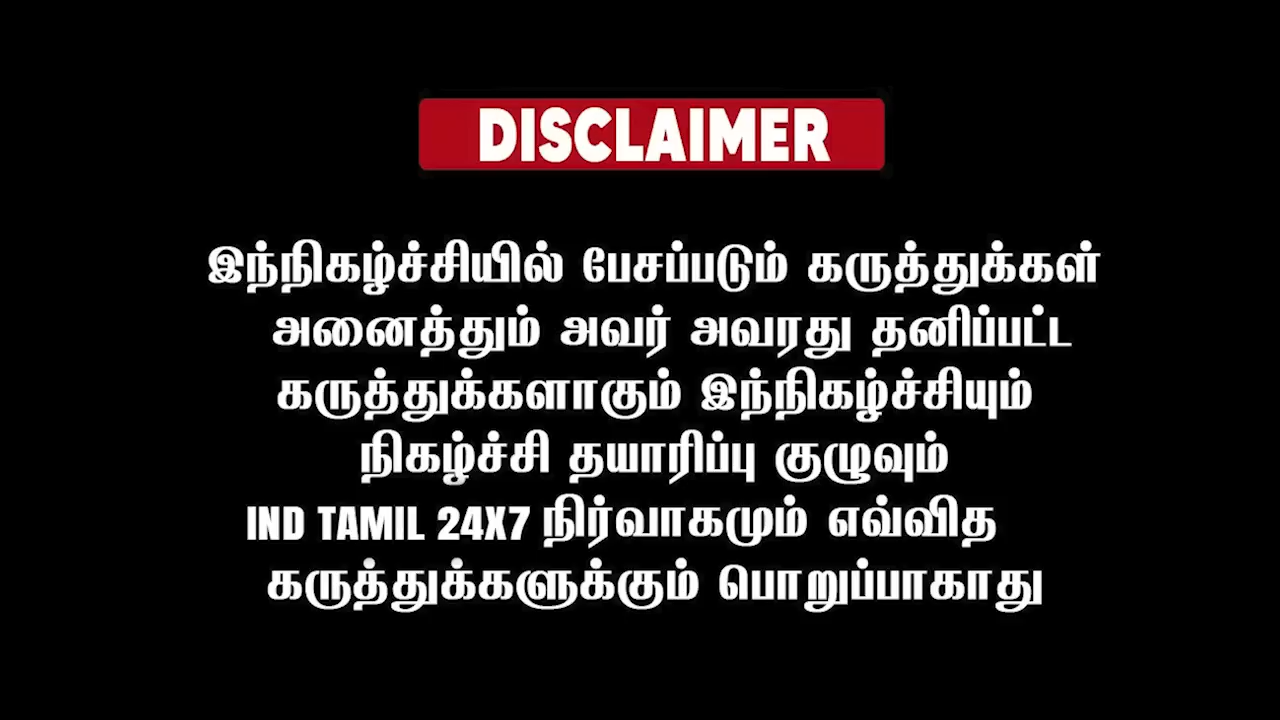 DISCLAIMER
இந்நிகழ்ச்சியில் பேசப்படும் கருத்துக்கள்
அனைத்தும் அவர் அவரது தனிப்பட்ட
கருத்துக்களாகும் இந்நிகழ்ச்சியும்
நிகழ்ச்சி தயாரிப்பு குழுவும்
IND TAMIL 24X7 நிர்வாகமும் எவ்வித
கருத்துக்களுக்கும் பொறுப்பாகாது